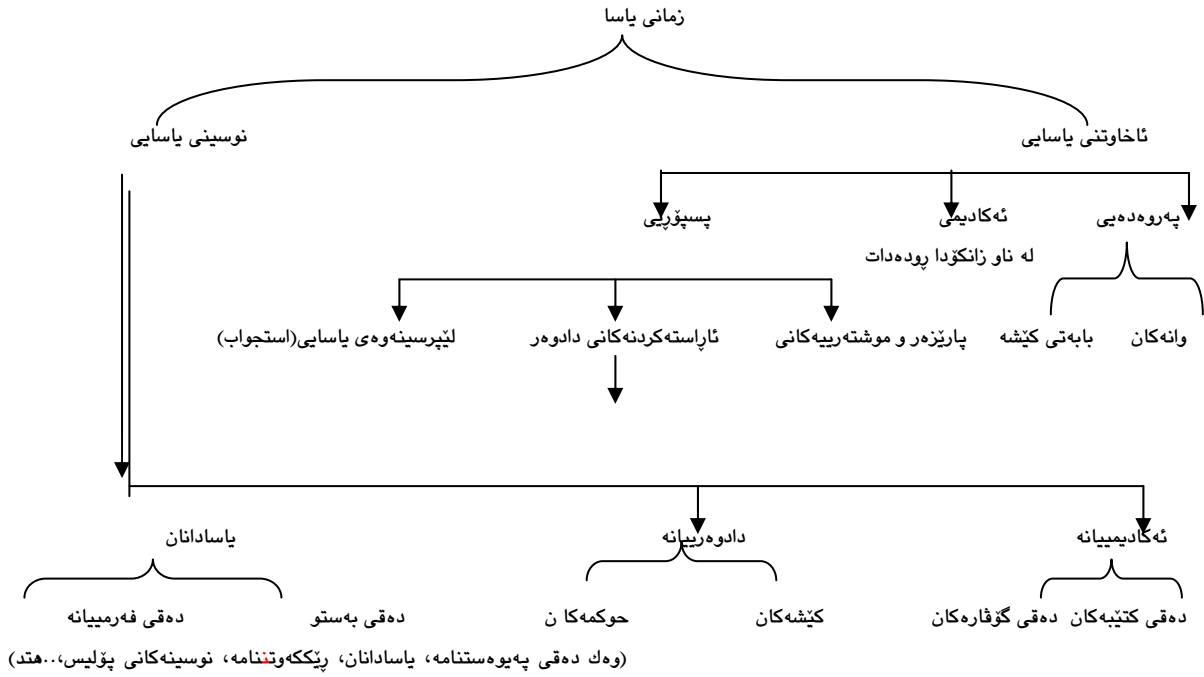 زمانی یاسا
ئاخاوتنی یاسایی نوسینی یاسایی
پەروەدەیی ئەکادیمی پسپۆڕیی
لە ناو زانکۆدا ڕودەدات
وانەکان بابەتی کێشە پارێزەر و موشتەرییەکانی ئاڕاستەکردنەکانی دادوەر لێپرسینەوەی یاسایی(استجواب)
ئەکادیمییانە دادوەرییانە یاسادانان
دەقی کتێبەکان دەقی گۆڤارەکان کێشەکان حوکمەکا ن دەقی بەستو دەقی فەرمییانە
(وەك دەقی پەیوەستنامە، یاسادانان، ڕێککەوتننامە، نوسینەکانی پۆلیس،..هتد)